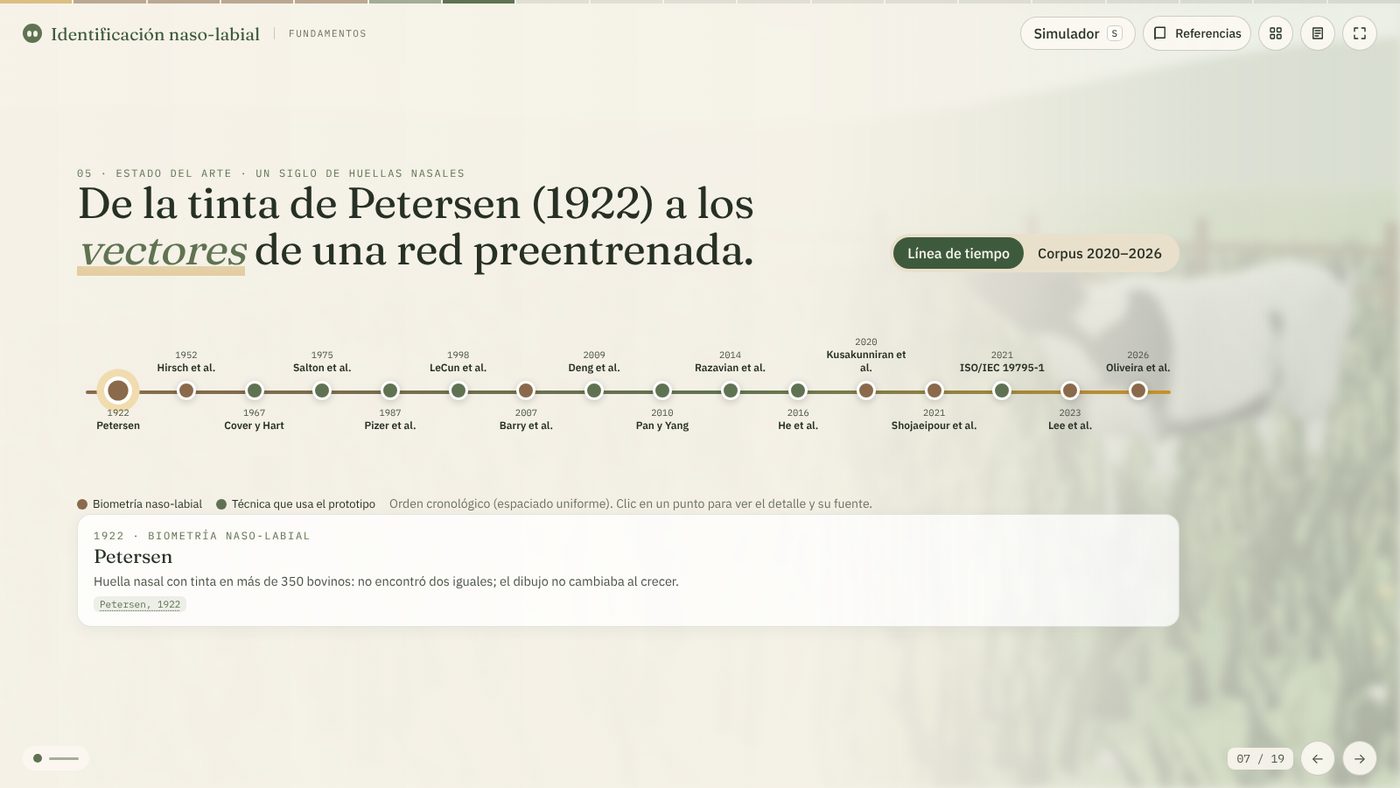 Identificación naso-labial
FUNDAMENTOS
Simulador S
Referencias
05 · ESTADO DEL ARTE · UN SIGLO DE HUELLAS NASALES
De la tinta de Petersen (1922) a los
vectores de una red preentrenada.
Línea de tiempo
Corpus 2020–2026
1922
Petersen
1952
Hirsch et al.
1967
Cover y Hart
1975
Salton et al.
1987
Pizer et al.
1998
LeCun et al.
2007
Barry et al.
2009
Deng et al.
2010
Pan y Yang
2014
Razavian et al.
2016
He et al.
2020
Kusakunniran et
al.
2021
Shojaeipour et al.
2021
ISO/IEC 19795-1
2023
Lee et al.
2026
Oliveira et al.
Biometría naso-labial
Técnica que usa el prototipo
Orden cronológico (espaciado uniforme). Clic en un punto para ver el detalle y su fuente.
1922 · BIOMETRÍA NASO-LABIAL
Petersen
Huella nasal con tinta en más de 350 bovinos: no encontró dos iguales; el dibujo no cambiaba al crecer.
Petersen, 1922
07 / 19